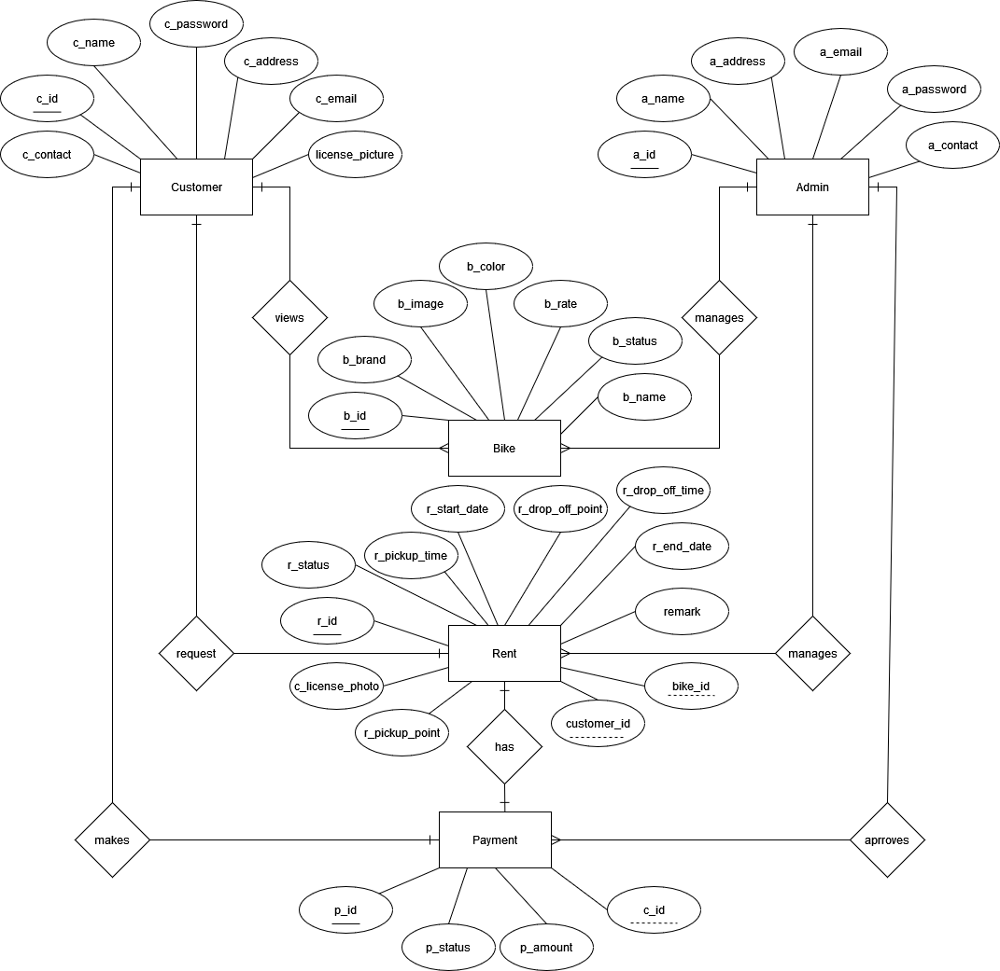 c_password
c_name
c_address
c_id
c_email
c_contact
license_picture
Customer
a_email
a_address
a_name
a_password
a_id
a_contact
Admin
views
manages
b_color
b_image
b_rate
b_brand
b_status
b_id
b_name
Bike
r_start_date
r_drop_off_point
r_drop_off_time
r_status
r_pickup_time
r_end_date
r_id
remark
request
Rent
manages
c_license_photo
bike_id
r_pickup_point
customer_id
has
makes
Payment
aprroves
p_id
c_id
p_status
p_amount